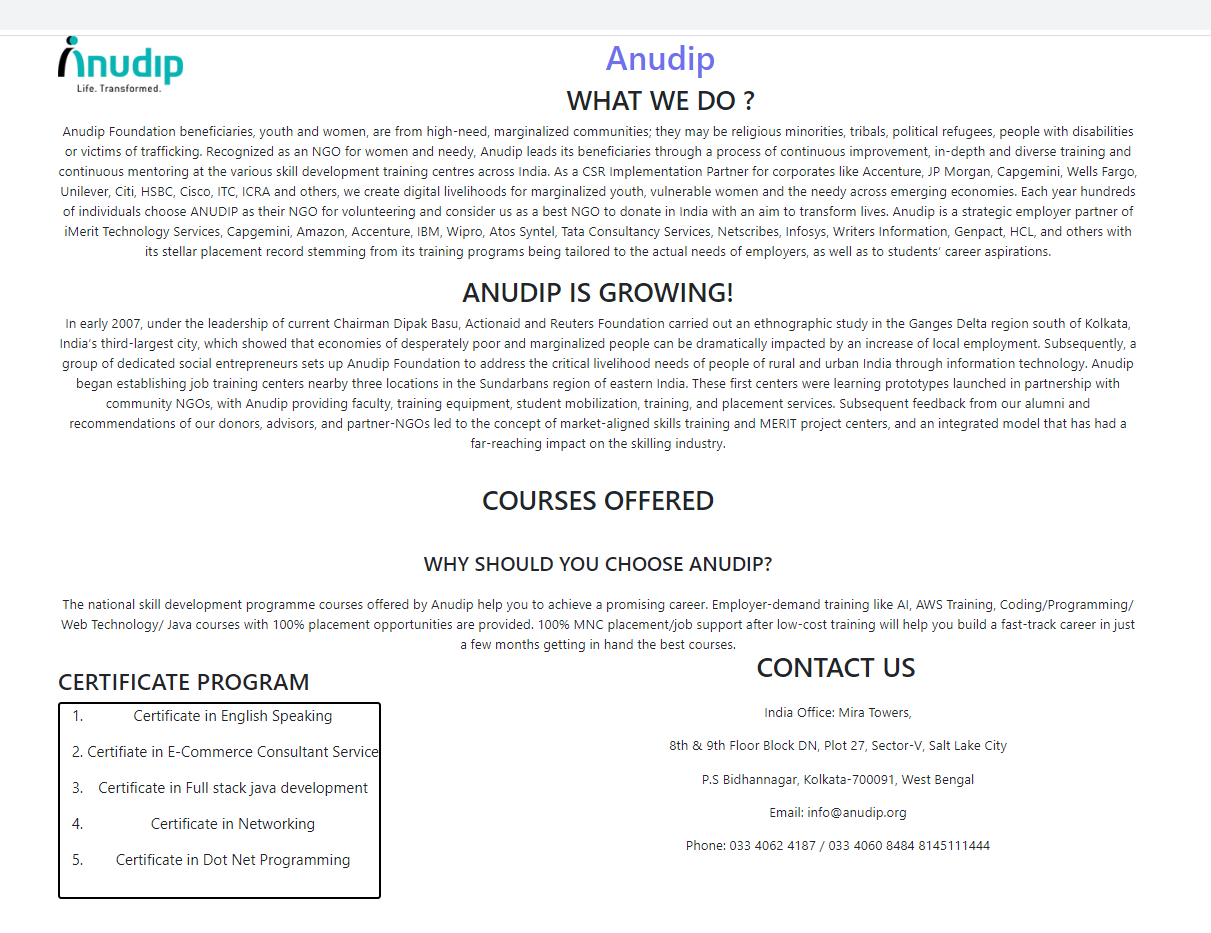 Anudip
Life. Transformed.
Anudip
WHAT WE DO ?
Anudip Foundation beneficiaries, youth and women, are from high-need, marginalized communities; they may be religious minorities, tribals, political refugees, people with disabilities
or victims of trafficking. Recognized as an NGO for women and needy, Anudip leads its beneficiaries through a process of continuous improvement, in-depth and diverse training and
continuous mentoring at the various skill development training centres across India. As a CSR Implementation Partner for corporates like Accenture, JP Morgan, Capgemini, Wells Fargo,
Unilever, Citi, HSBC, Cisco, ITC, ICRA and others, we create digital livelihoods for marginalized youth, vulnerable women and the needy across emerging economies. Each year hundreds
of individuals choose ANUDIP as their NGO for volunteering and consider us as a best NGO to donate in India with an aim to transform lives. Anudip is a strategic employer partner of
iMerit Technology Services, Capgemini, Amazon, Accenture, IBM, Wipro, Atos Syntel, Tata Consultancy Services, Netscribes, Infosys, Writers Information, Genpact, HCL, and others with
its stellar placement record stemming from its training programs being tailored to the actual needs of employers, as well as to students’ career aspirations.
ANUDIP IS GROWING!
In early 2007, under the leadership of current Chairman Dipak Basu, Actionaid and Reuters Foundation carried out an ethnographic study in the Ganges Delta region south of Kolkata,
India’s third-largest city, which showed that economies of desperately poor and marginalized people can be dramatically impacted by an increase of local employment. Subsequently, a
group of dedicated social entrepreneurs sets up Anudip Foundation to address the critical livelihood needs of people of rural and urban India through information technology. Anudip
began establishing job training centers nearby three locations in the Sundarbans region of eastern India. These first centers were learning prototypes launched in partnership with
community NGOs, with Anudip providing faculty, training equipment, student mobilization, training, and placement services. Subsequent feedback from our alumni and
recommendations of our donors, advisors, and partner-NGOs led to the concept of market-aligned skills training and MERIT project centers, and an integrated model that has had a
far-reaching impact on the skilling industry.
COURSES OFFERED
WHY SHOULD YOU CHOOSE ANUDIP?
The national skill development programme courses offered by Anudip help you to achieve a promising career. Employer-demand training like AI, AWS Training, Coding/Programming/
Web Technology/ Java courses with 100% placement opportunities are provided. 100% MNC placement/job support after low-cost training will help you build a fast-track career in just
a few months getting in hand the best courses.
CERTIFICATE PROGRAM
1. Certificate in English Speaking
2. Certifiate in E-Commerce Consultant Service
3. Certificate in Full stack java development
4. Certificate in Networking
5. Certificate in Dot Net Programming
CONTACT US
India Office: Mira Towers,
8th & 9th Floor Block DN, Plot 27, Sector-V, Salt Lake City
P.S Bidhannagar, Kolkata-700091, West Bengal
Email: info@anudip.org
Phone: 033 4062 4187 / 033 4060 8484 8145111444